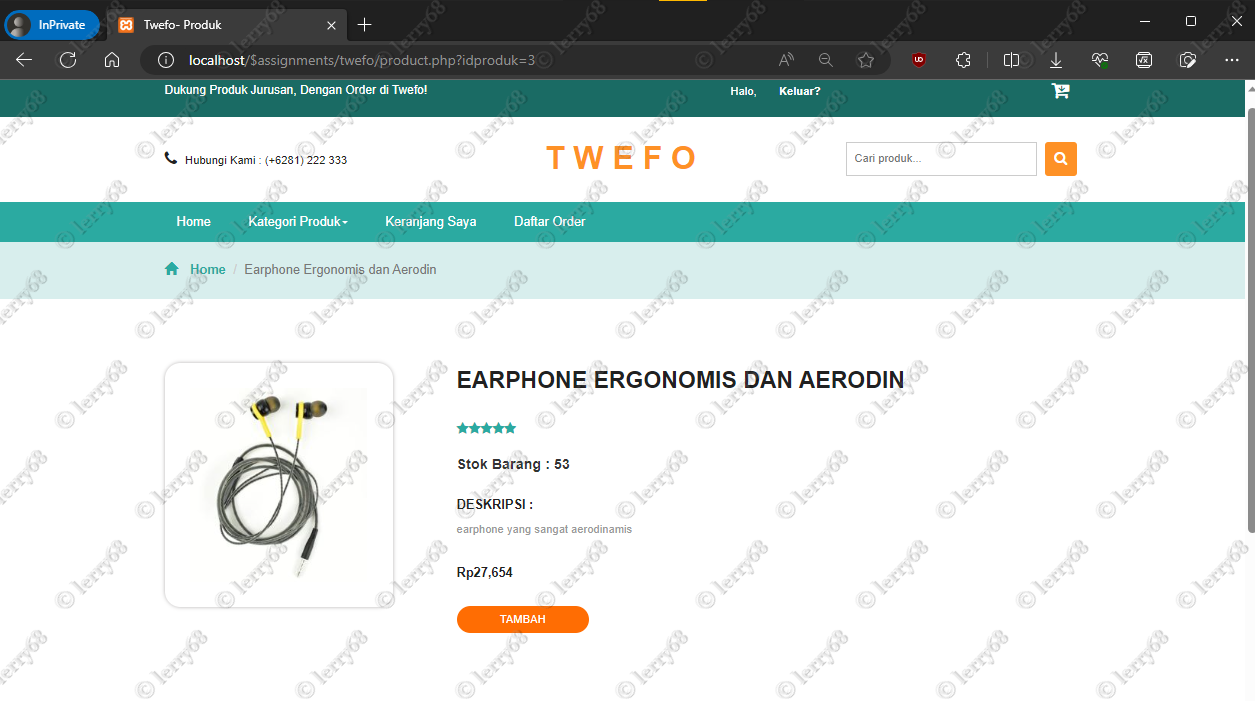 InPrivate
Twefo- Produk
localhost/$assignments/twefo/product.php?idproduk=3
Dukung Produk Jurusan, Dengan Order di Twefo!
Halo,
Keluar?
Hubungi Kami : (+6281) 222 333
TWEFO
Cari produk...
Home
Kategori Produk
Keranjang Saya
Daftar Order
Home / Earphone Ergonomis dan Aerodin
EARPHONE ERGONOMIS DAN AERODIN
Stok Barang : 53
DESKRIPSI :
earphone yang sangat aerodinamis
Rp27,654
TAMBAH
© lerry68